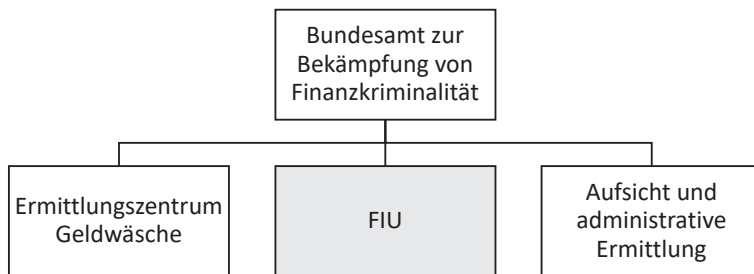 Bundesamt zur
Bekämpfung von
Finanzkriminalität
Ermittlungszentrum
Geldwäsche
FIU
Aufsicht und
administrative
Ermittlung